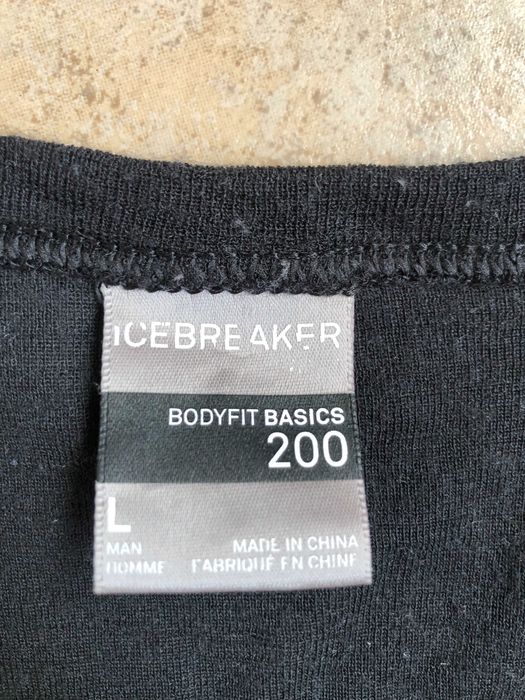 ICEBREAKER
BODYFIT BASICS
200
L
MAN
HOMME
MADE IN CHINA
FABRIQUÉ EN CHINE